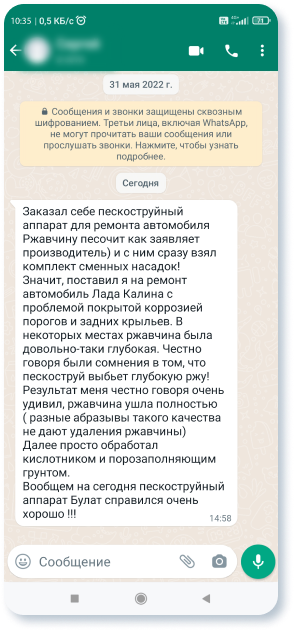 10:35 | 0,5 КБ/с
71
31 мая 2022 г.
Сообщения и звонки защищены сквозным
шифрованием. Третьи лица, включая WhatsApp,
не могут прочитать ваши сообщения или
прослушать звонки. Нажмите, чтобы узнать
подробнее.
Сегодня
Заказал себе пескоструйный
аппарат для ремонта автомобиля
Ржавчину песочит как заявляет
производитель) и с ним сразу взял
комплект сменных насадок!
Значит, поставил я на ремонт
автомобиль Лада Калина с
проблемой покрытой коррозией
порогов и задних крыльев. В
некоторых местах ржавчина была
довольно-таки глубокая. Честно
говоря были сомнения в том, что
пескоструй выбьет глубокую ржу!
Результат меня честно говоря очень
удивил, ржавчина ушла полностью
( разные абразивы такого качества
не дают удаления ржавчины)
Далее просто обработал
кислотником и порозаполняющим
грунтом.
Вообщем на сегодня пескоструйный
аппарат Булат справился очень
хорошо !!!
14:58
Сообщение